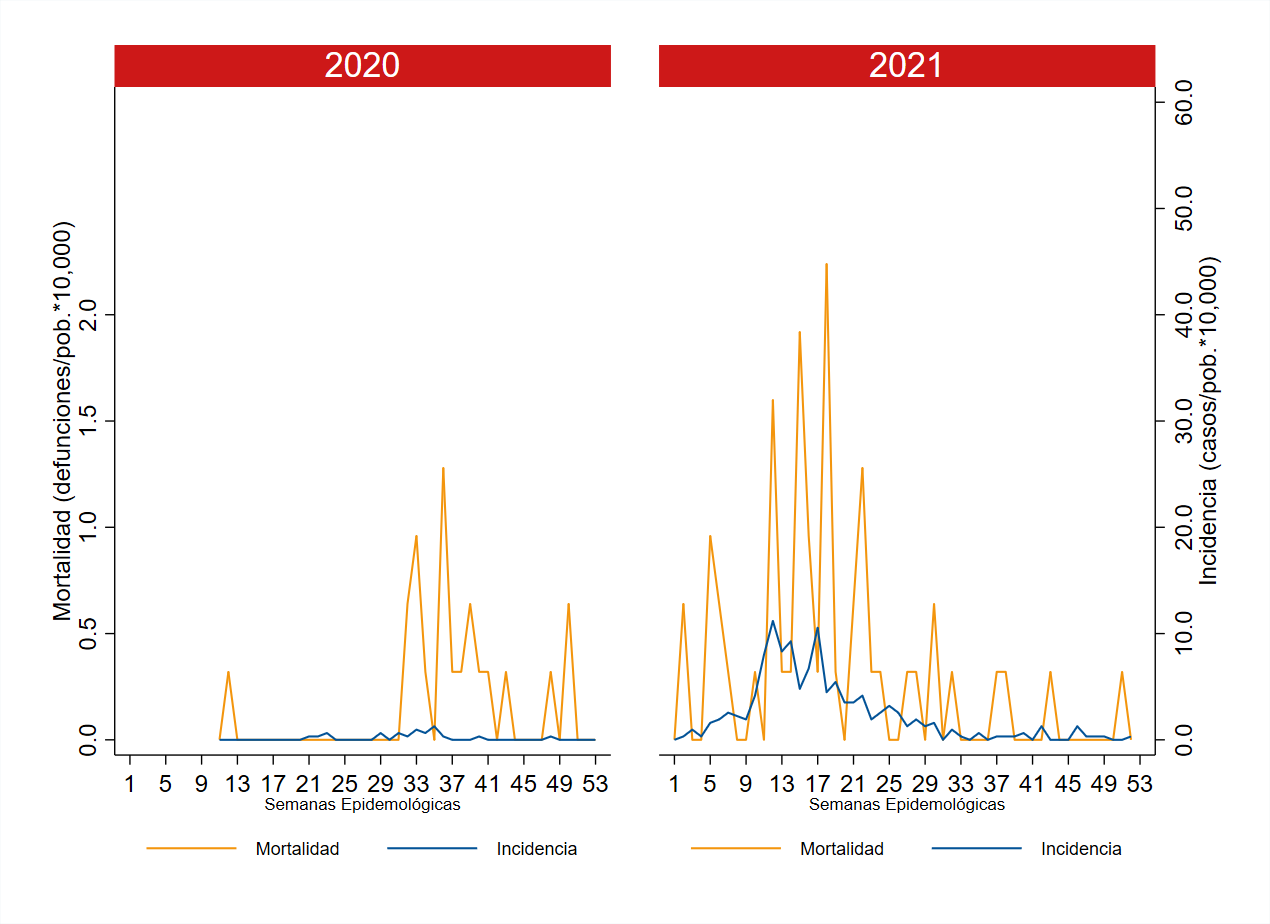 2020
2021
Mortalidad (defunciones/pob.*10,000)
2.0
1.5
1.0
0.5
0.0
60.0
50.0
40.0
30.0
20.0
10.0
0.0
Incidencia (casos/pob.*10,000)
1 5 9 13 17 21 25 29 33 37 41 45 49 53
Semanas Epidemológicas
1 5 9 13 17 21 25 29 33 37 41 45 49 53
Semanas Epidemológicas
Mortalidad Incidencia
Mortalidad Incidencia